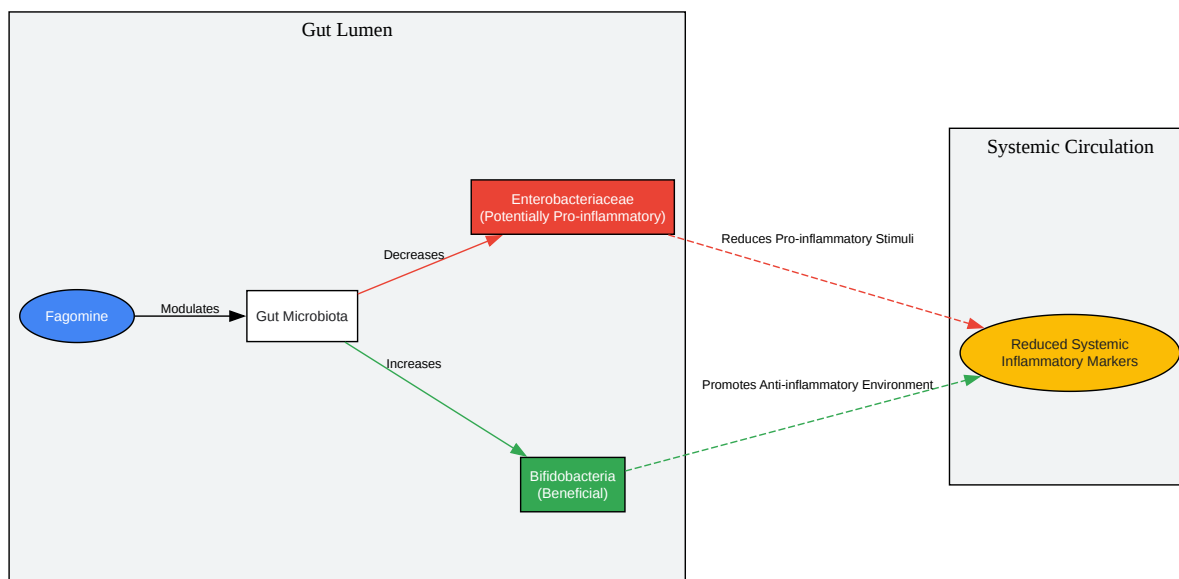 Gut Lumen
Systemic Circulation
Enterobacteriaceae
(Potentially Pro-inflammatory)
Reduces Pro-inflammatory Stimuli
Decreases
Fagomine
Modulates
Gut Microbiota
Reduced Systemic
Inflammatory Markers
Increases
Promotes Anti-inflammatory Environment
Bifidobacteria
(Beneficial)